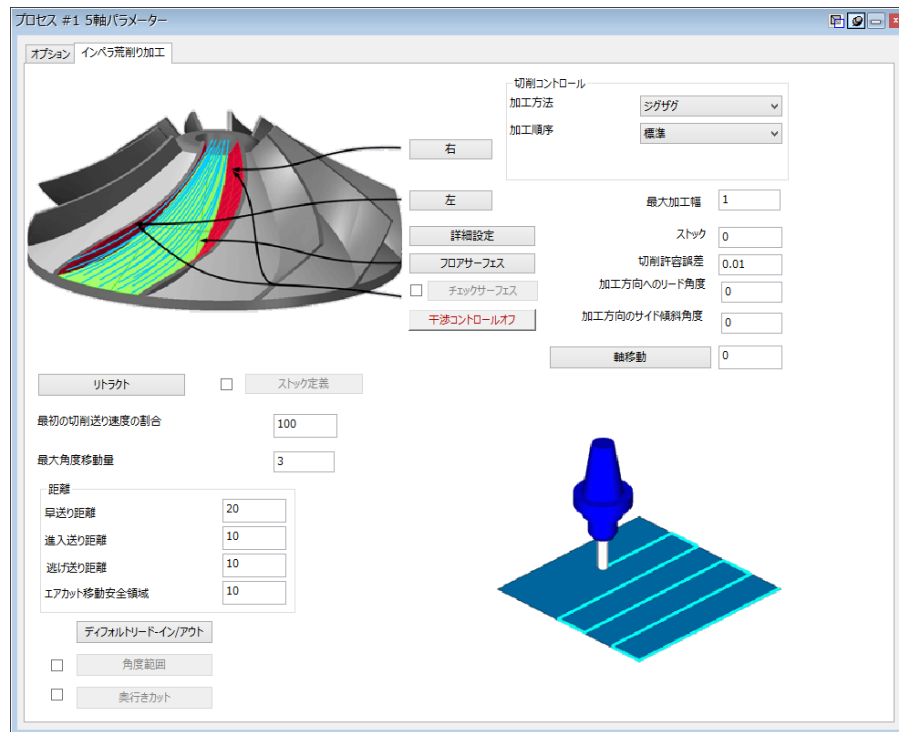 プロセス #1 5軸パラメーター
オプション
インペラ荒削り加工
切削コントロール
加工方法
ジグザグ
加工順序
標準
右
左
詳細設定
フロアサーフェス
チェックサーフェス
干渉コントロールオフ
最大加工幅
1
ストック
0
切削許容誤差
0.01
加工方向へのリード角度
0
加工方向のサイド傾斜角度
0
軸移動
0
リトラクト
ストック定義
最初の切削送り速度の割合
100
最大角度移動量
3
距離
早送り距離
20
進入送り距離
10
逃げ送り距離
10
エアカット移動安全領域
10
ディフォルトリード-イン/アウト
角度範囲
奥行きカット